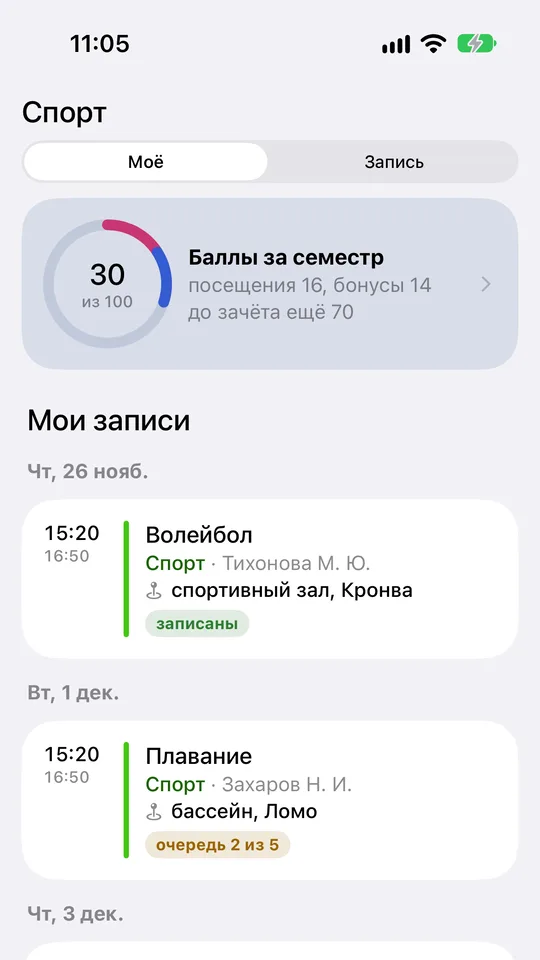 11:05
Спорт
Моё
Запись
30
из 100
Баллы за семестр
посещения 16, бонусы 14
до зачёта ещё 70
Мои записи
Чт, 26 нояб.
15:20
16:50
Волейбол
Спорт · Тихонова М. Ю.
спортивный зал, Кронва
записаны
Вт, 1 дек.
15:20
16:50
Плавание
Спорт · Захаров Н. И.
бассейн, Ломо
очередь 2 из 5
Чт, 3 дек.